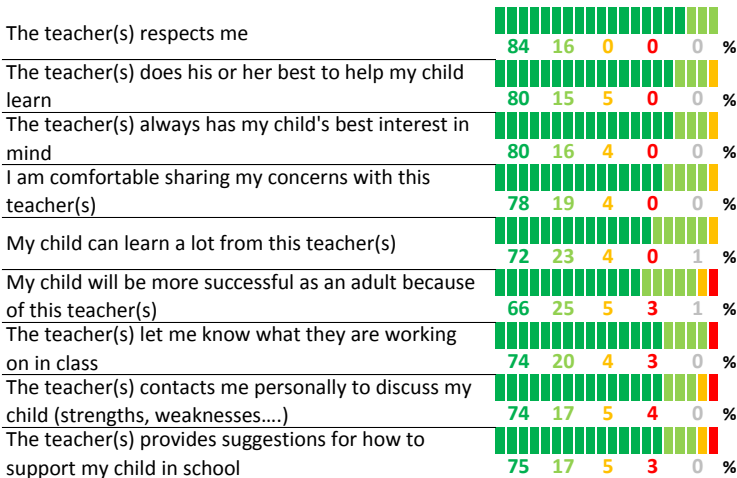 The teacher(s) respects me
84 16 0 0 0 %
The teacher(s) does his or her best to help my child
learn
80 15 5 0 0 %
The teacher(s) always has my child's best interest in
mind
80 16 4 0 0 %
I am comfortable sharing my concerns with this
teacher(s)
78 19 4 0 0 %
My child can learn a lot from this teacher(s)
72 23 4 0 1 %
My child will be more successful as an adult because
of this teacher(s)
66 25 5 3 1 %
The teacher(s) let me know what they are working
on in class
74 20 4 3 0 %
The teacher(s) contacts me personally to discuss my
child (strengths, weaknesses....)
74 17 5 4 0 %
The teacher(s) provides suggestions for how to
support my child in school
75 17 5 3 0 %